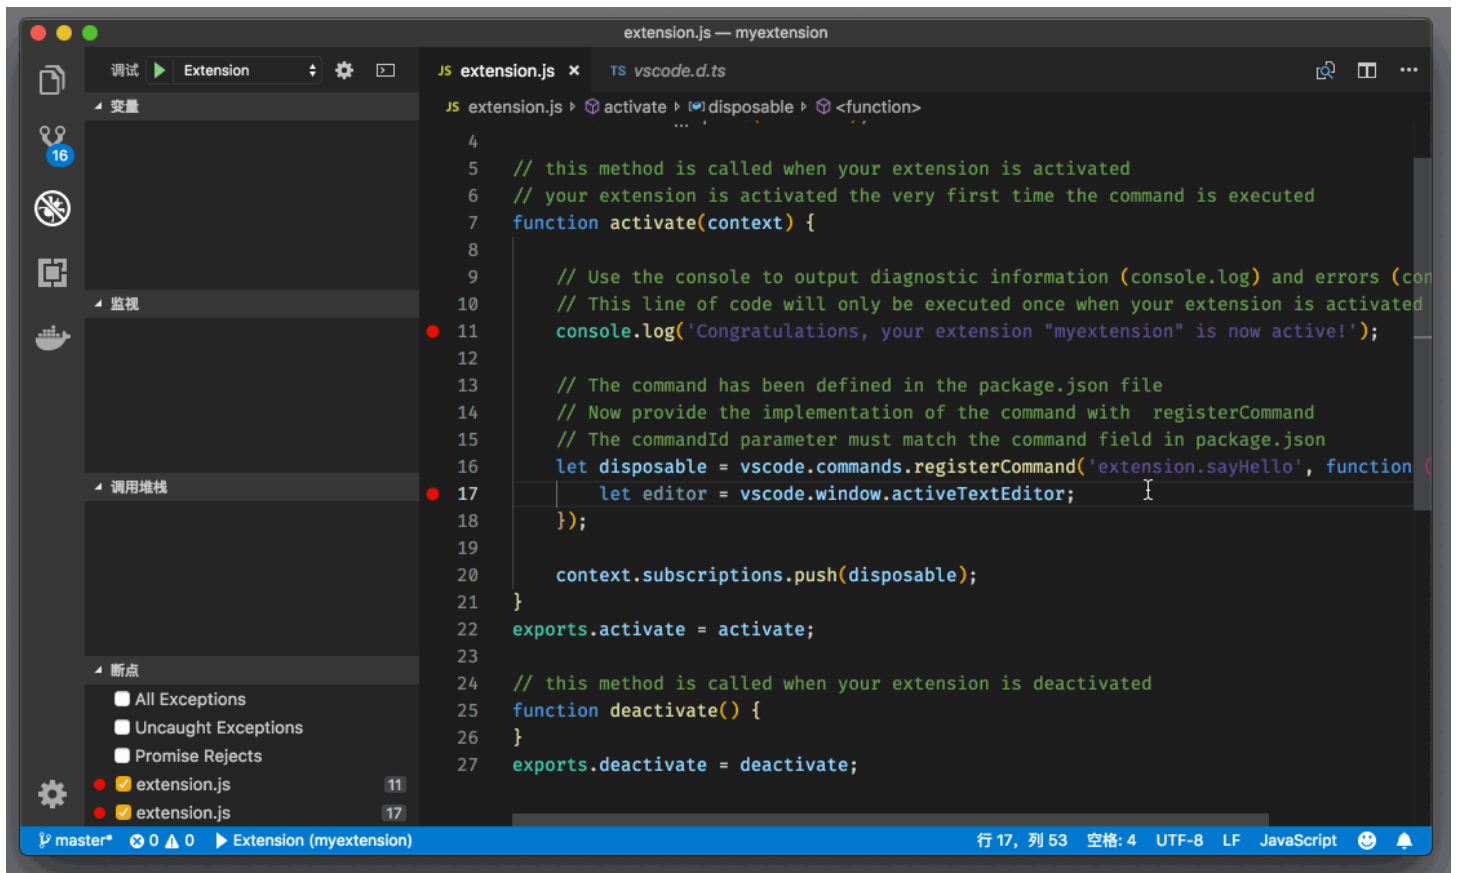 extension.js — myextension
调试 Extension
变量
16
监视
调用堆栈
断点
All Exceptions
Uncaught Exceptions
Promise Rejects
extension.js 11
extension.js 17
JS extension.js × TS vscode.d.ts
JS extension.js activate disposable <function>
4
5 // this method is called when your extension is activated
6 // your extension is activated the very first time the command is executed
7 function activate(context) {
8
9 // Use the console to output diagnostic information (console.log) and errors (con
10 // This line of code will only be executed once when your extension is activated
11 console.log('Congratulations, your extension "myextension" is now active!');
12
13 // The command has been defined in the package.json file
14 // Now provide the implementation of the command with  registerCommand
15 // The commandId parameter must match the command field in package.json
16 let disposable = vscode.commands.registerCommand('extension.sayHello', function (
17 let editor = vscode.window.activeTextEditor;
18 });
19
20 context.subscriptions.push(disposable);
21 }
22 exports.activate = activate;
23
24 // this method is called when your extension is deactivated
25 function deactivate() {
26 }
27 exports.deactivate = deactivate;
master* 0 0 Extension (myextension) 行 17，列 53 空格: 4 UTF-8 LF JavaScript